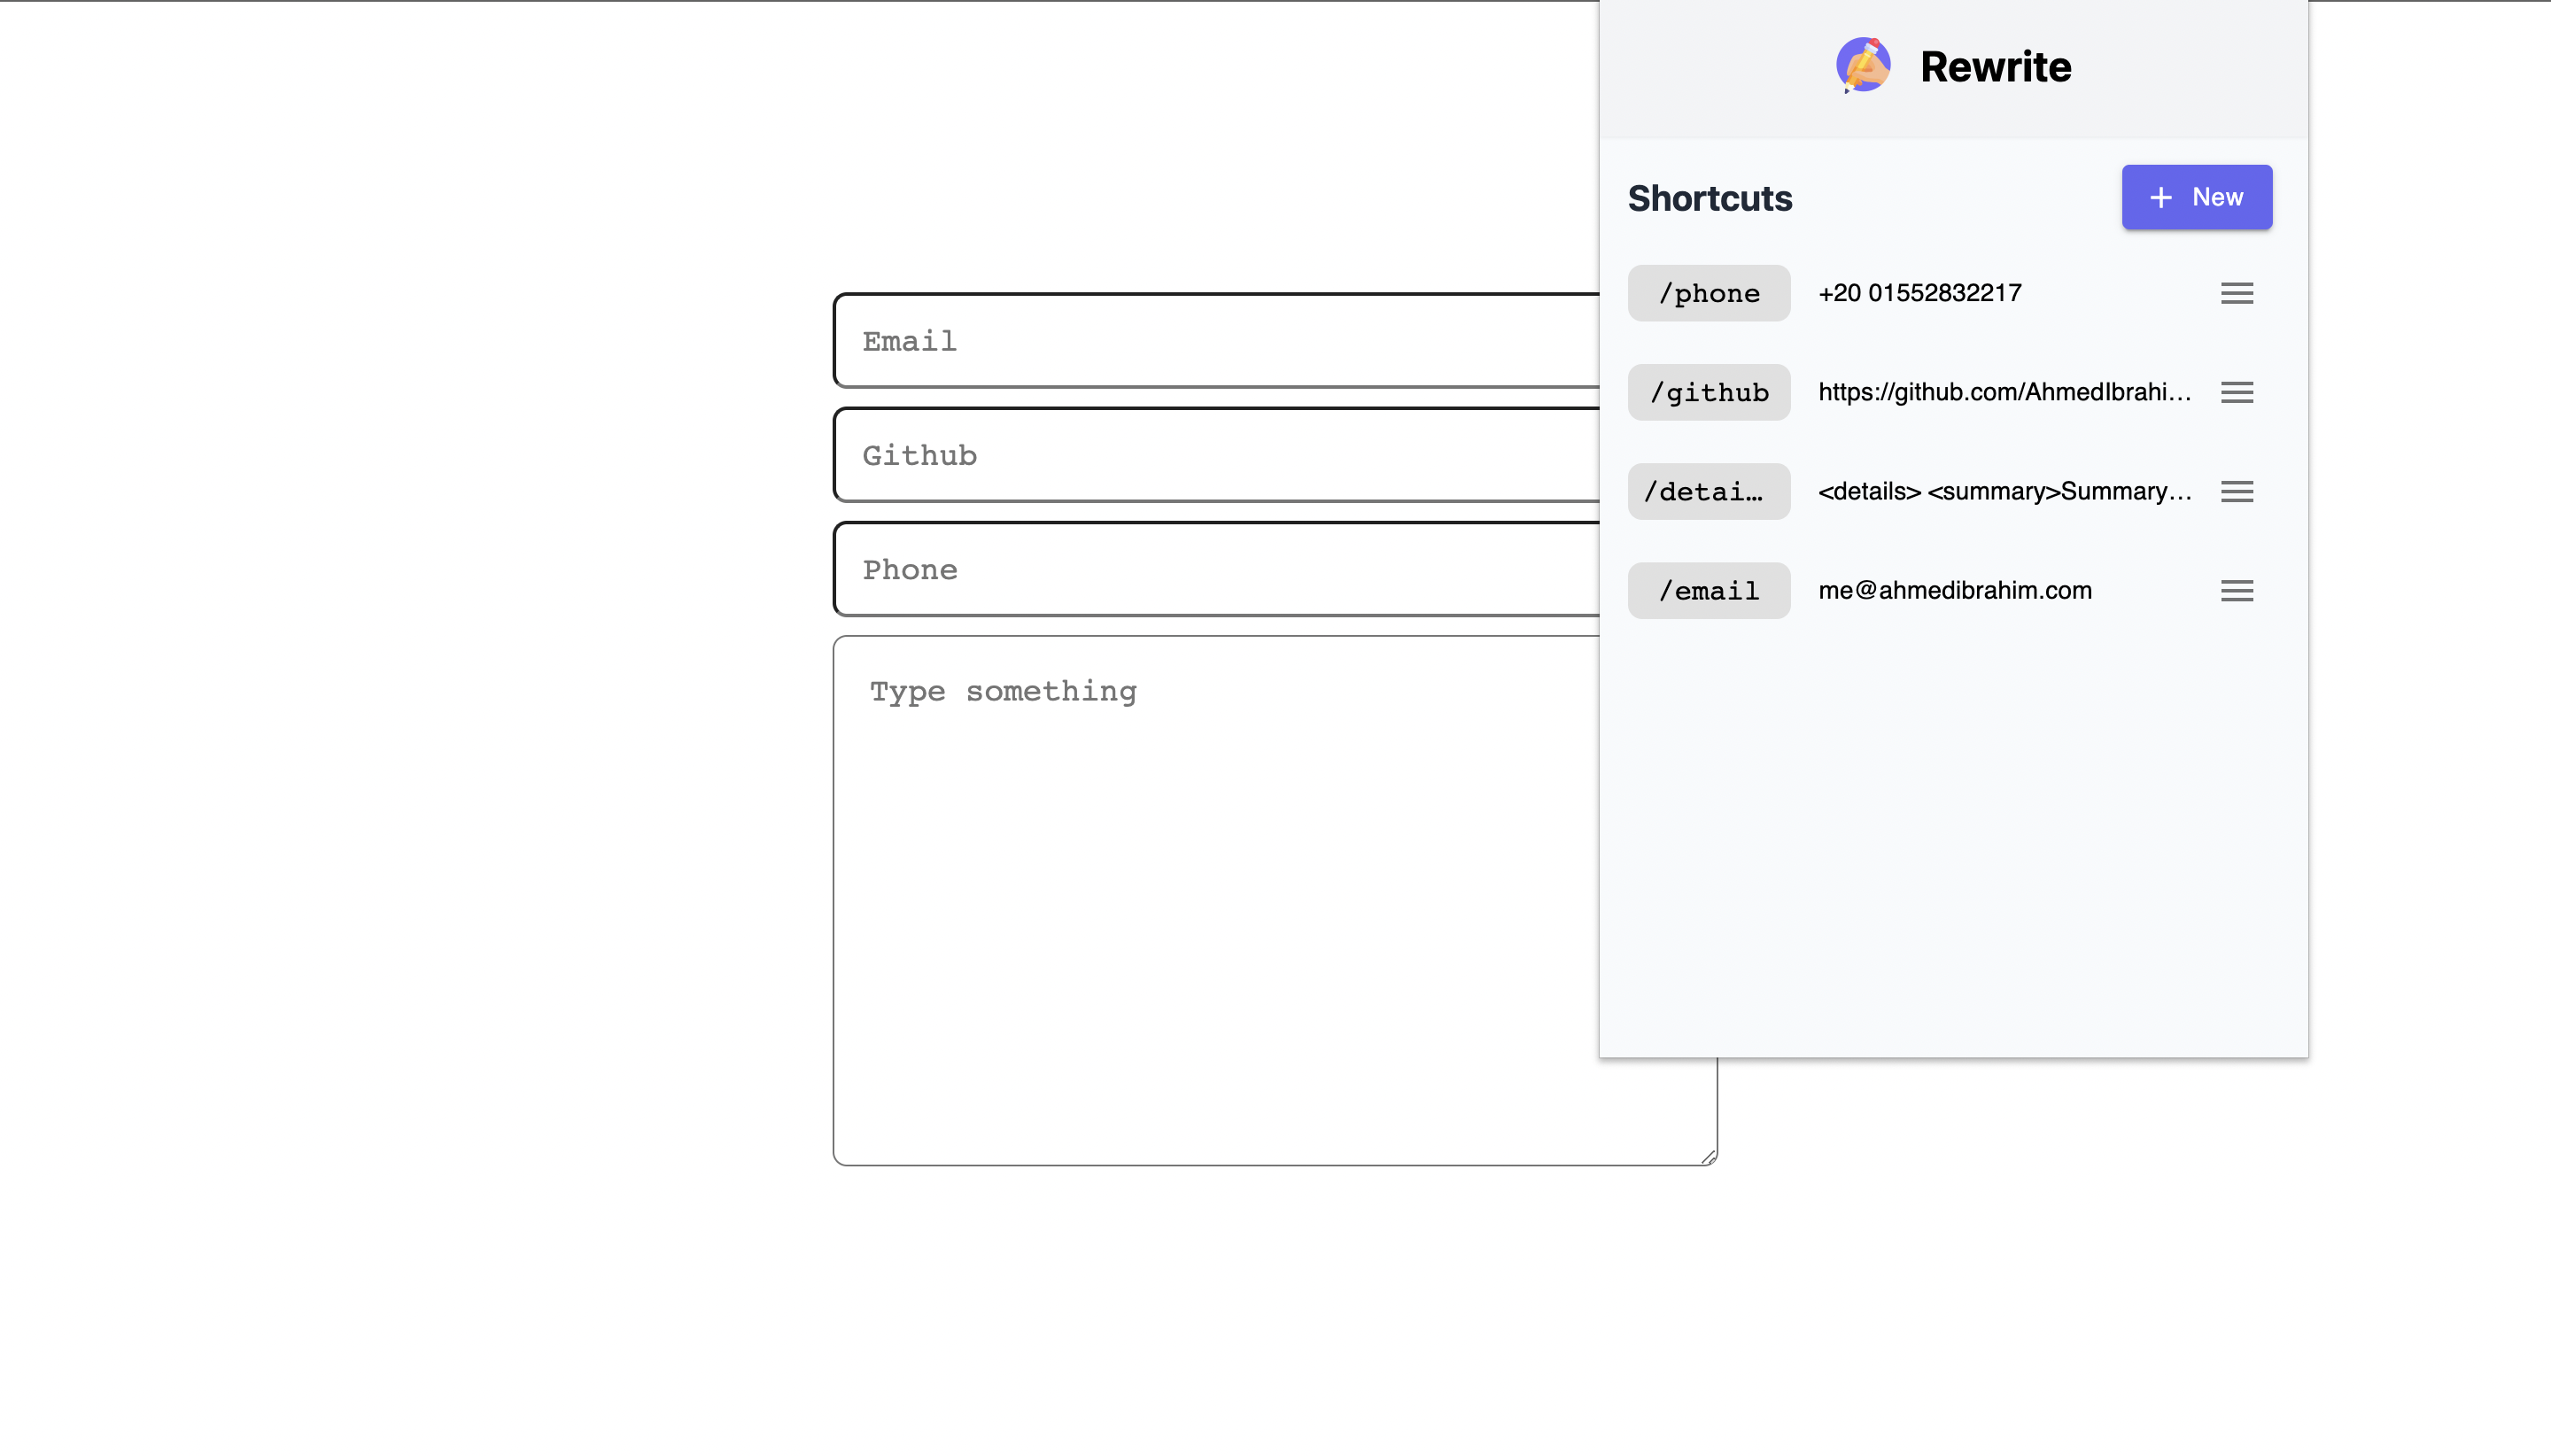 Rewrite
Shortcuts
+ New
/phone +20 01552832217
/github https://github.com/AhmedIbrahi...
/detai... <details> <summary>Summary...
/email me@ahmedibrahim.com
Email
Github
Phone
Type something